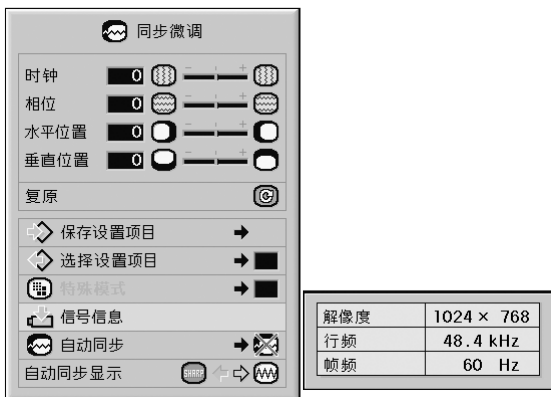 同步微调
时钟 0 - +
相位 0 - +
水平位置 0 - +
垂直位置 0 - +
复原
保存设置项目
选择设置项目
特殊模式
信号信息
自动同步
自动同步显示 SHARP
解像度 1024 × 768
行频 48.4 kHz
帧频 60 Hz